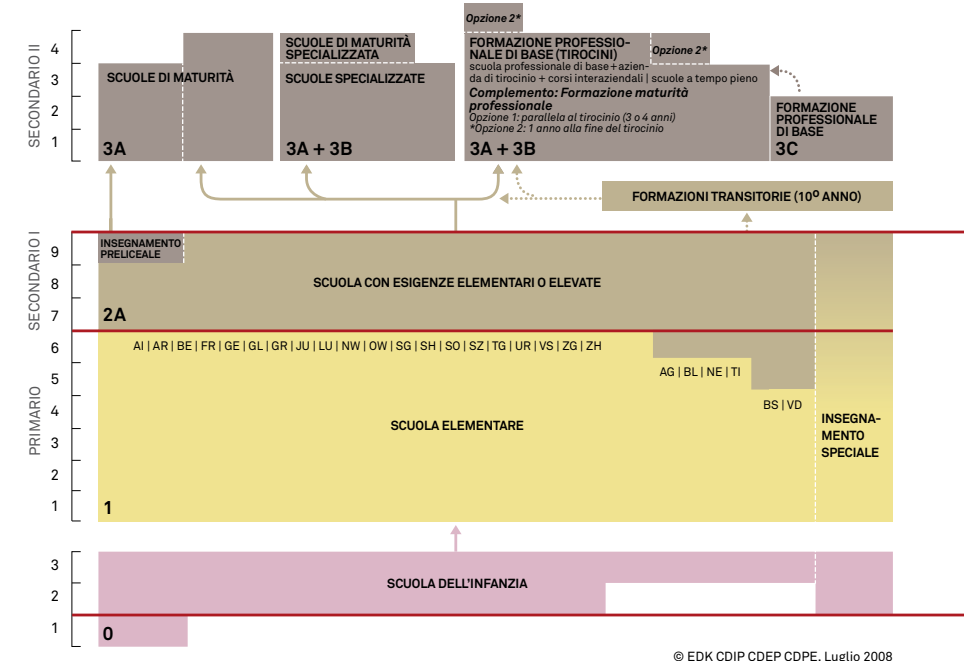 Opzione 2*
SECONDARIO II
4
3
2
1
SCUOLE DI MATURITÀ
3A
SCUOLE DI MATURITÀ
SPECIALIZZATA
SCUOLE SPECIALIZZATE
3A + 3B
FORMAZIONE PROFESSIO-
NALE DI BASE (TIROCINI)
scuola professionale di base + azien-
da di tirocinio + corsi interaziendali | scuole a tempo pieno
Complemento: Formazione maturità
professionale
Opzione 1: parallela al tirocinio (3 o 4 anni)
*Opzione 2: 1 anno alla fine del tirocinio
3A + 3B
Opzione 2*
FORMAZIONE
PROFESSIONALE
DI BASE
3C
FORMAZIONI TRANSITORIE (10º ANNO)
SECONDARIO I
9
8
7
INSEGNAMENTO
PRELICEALE
SCUOLA CON ESIGENZE ELEMENTARI O ELEVATE
2A
PRIMARIO
6
5
4
3
2
1
AI | AR | BE | FR | GE | GL | GR | JU | LU | NW | OW | SG | SH | SO | SZ | TG | UR | VS | ZG | ZH
AG | BL | NE | TI
BS | VD
SCUOLA ELEMENTARE
INSEGNA-
MENTO
SPECIALE
1
3
2
1
SCUOLA DELL'INFANZIA
0
© EDK CDIP CDEP CDPE, Luglio 2008